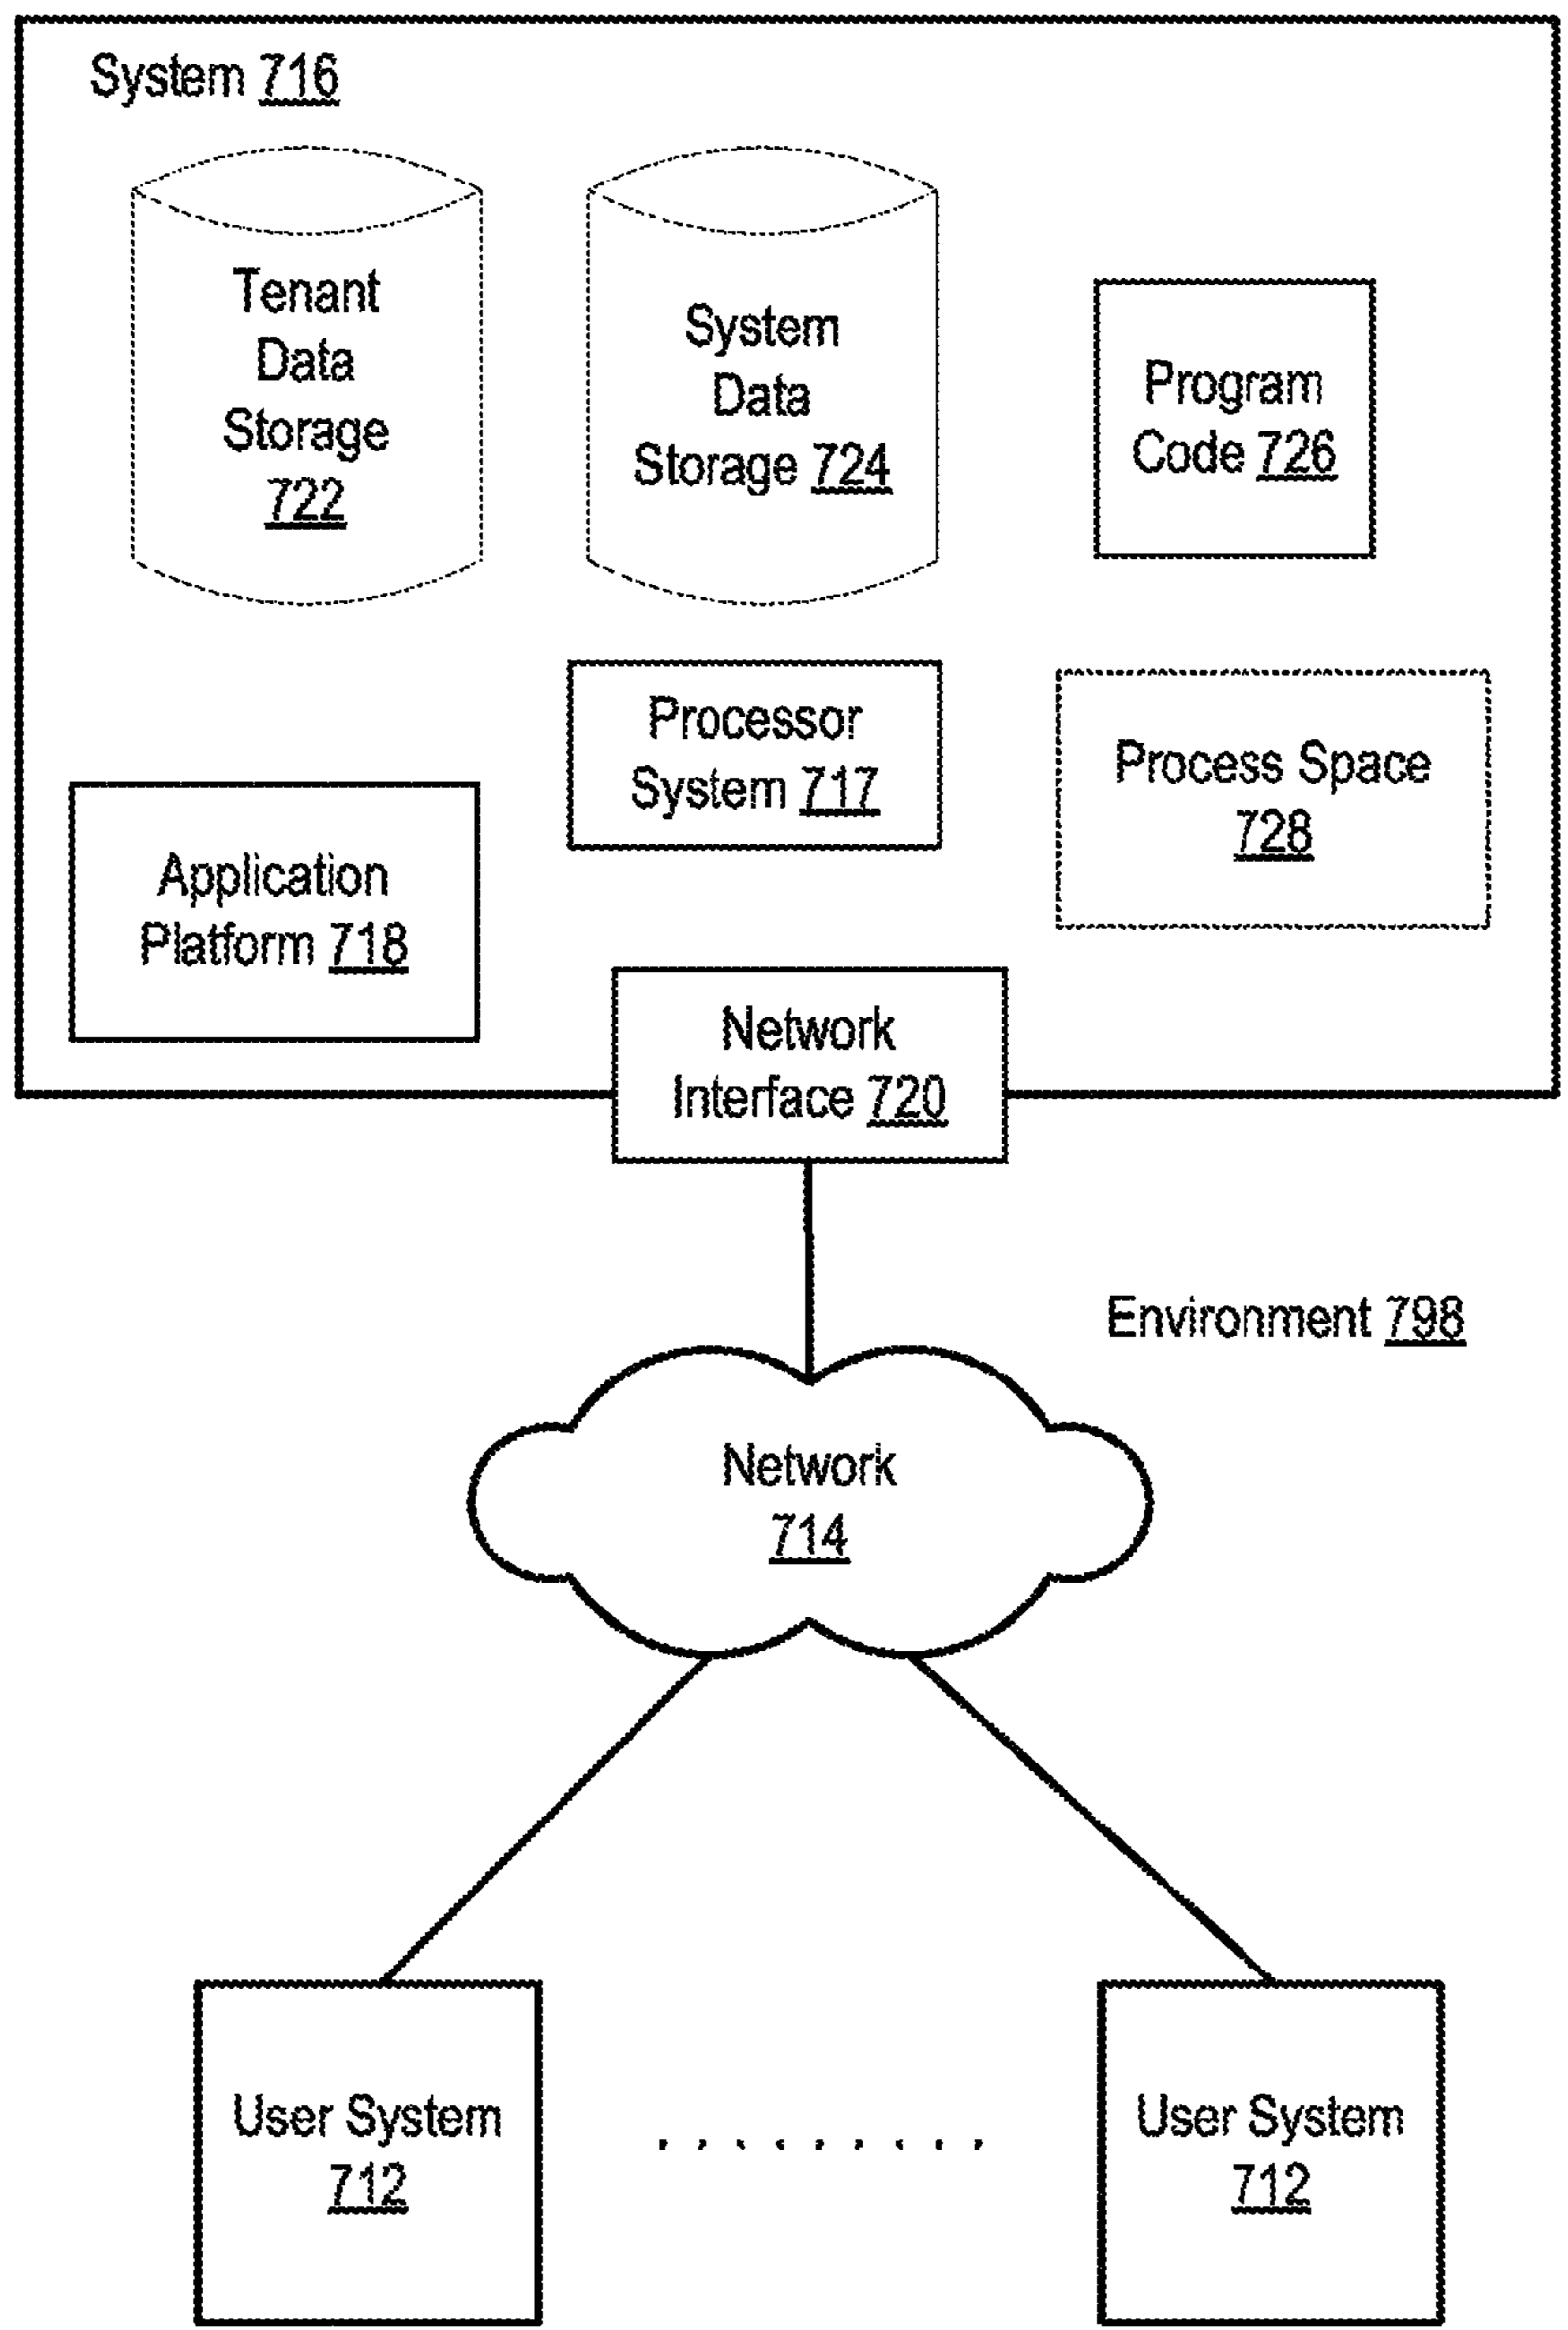 System 716
Tenant
Data
Storage
722
System
Data
Storage 724
Program
Code 726
Processor
System 717
Process Space
728
Application
Platform 718
Network
Interface 720
Environment 798
Network
714
User System
712
User System
712